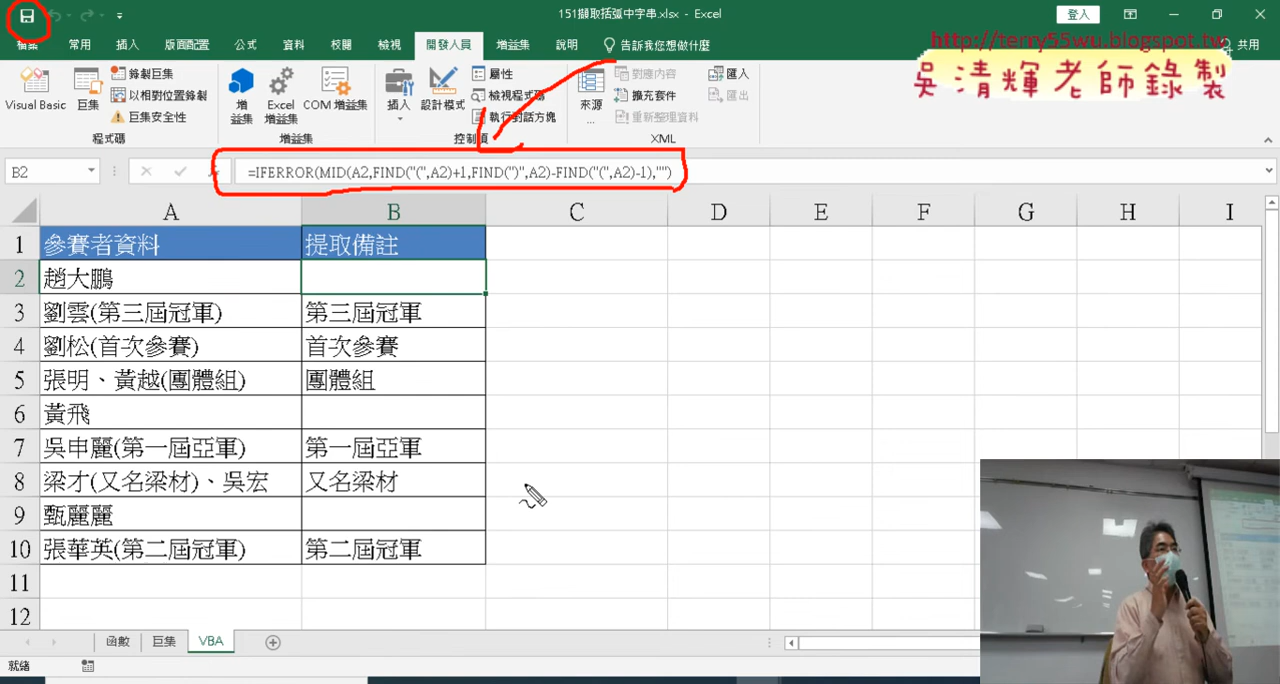 151擷取括弧中字串.xlsx - Excel
登入
檔案 常用 插入 版面配置 公式 資料 校閱 檢視 開發人員 增益集 說明 告訴我您想做什麼 共用
http://terry55wu.blogspot.tw
吳清輝老師錄製
Visual Basic 巨集 錄製巨集 以相對位置錄製 巨集安全性
增益集 Excel 增益集 COM 增益集
插入 設計模式 屬性 檢視程式碼 執行對話方塊
來源... 對應內容 擴充套件 重新整理資料 匯入 匯出
程式碼 增益集 控制項 XML
B2 =IFERROR(MID(A2,FIND("(",A2)+1,FIND(")",A2)-FIND("(",A2)-1),"")
A B C D E F G H I
1 參賽者資料 提取備註
2 趙大鵬
3 劉雲(第三屆冠軍) 第三屆冠軍
4 劉松(首次參賽) 首次參賽
5 張明、黃越(團體組) 團體組
6 黃飛
7 吳申麗(第一屆亞軍) 第一屆亞軍
8 梁才(又名梁材)、吳宏 又名梁材
9 甄麗麗
10 張華英(第二屆冠軍) 第二屆冠軍
11
12
函數 巨集 VBA
就緒